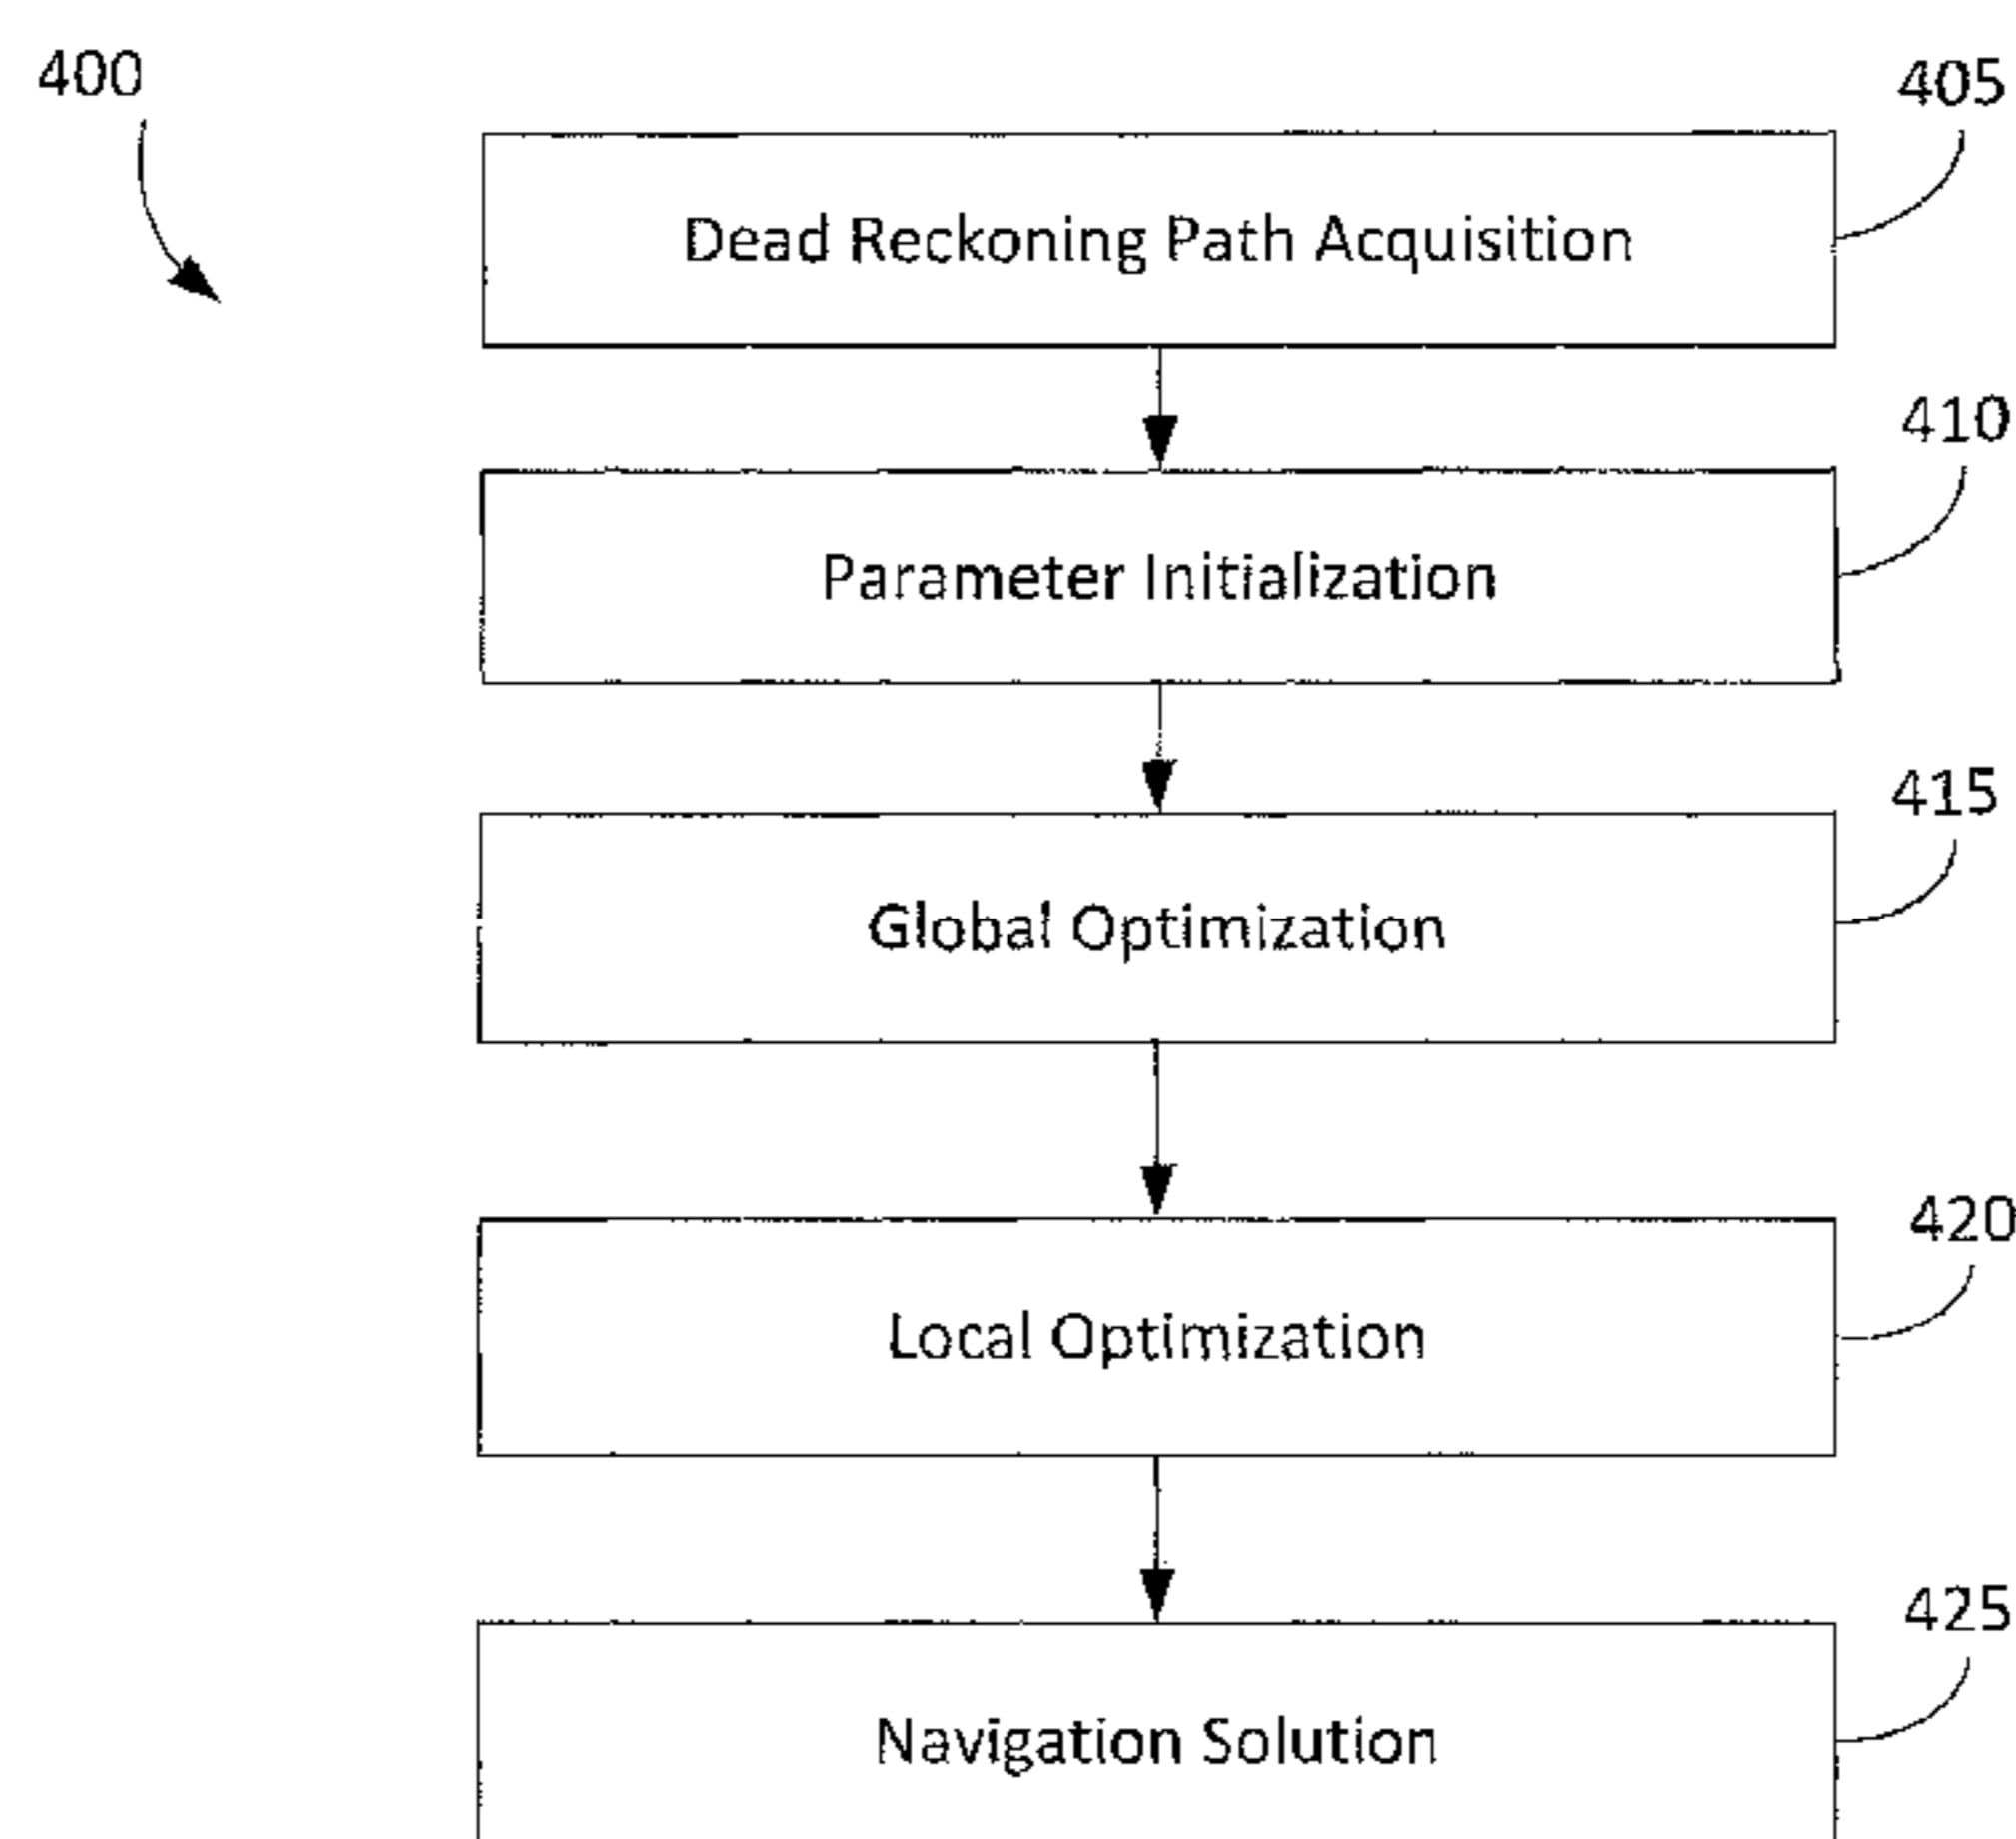 400
405
Dead Reckoning Path Acquisition
410
Parameter Initialization
415
Global Optimization
420
Local Optimization
425
Navigation Solution